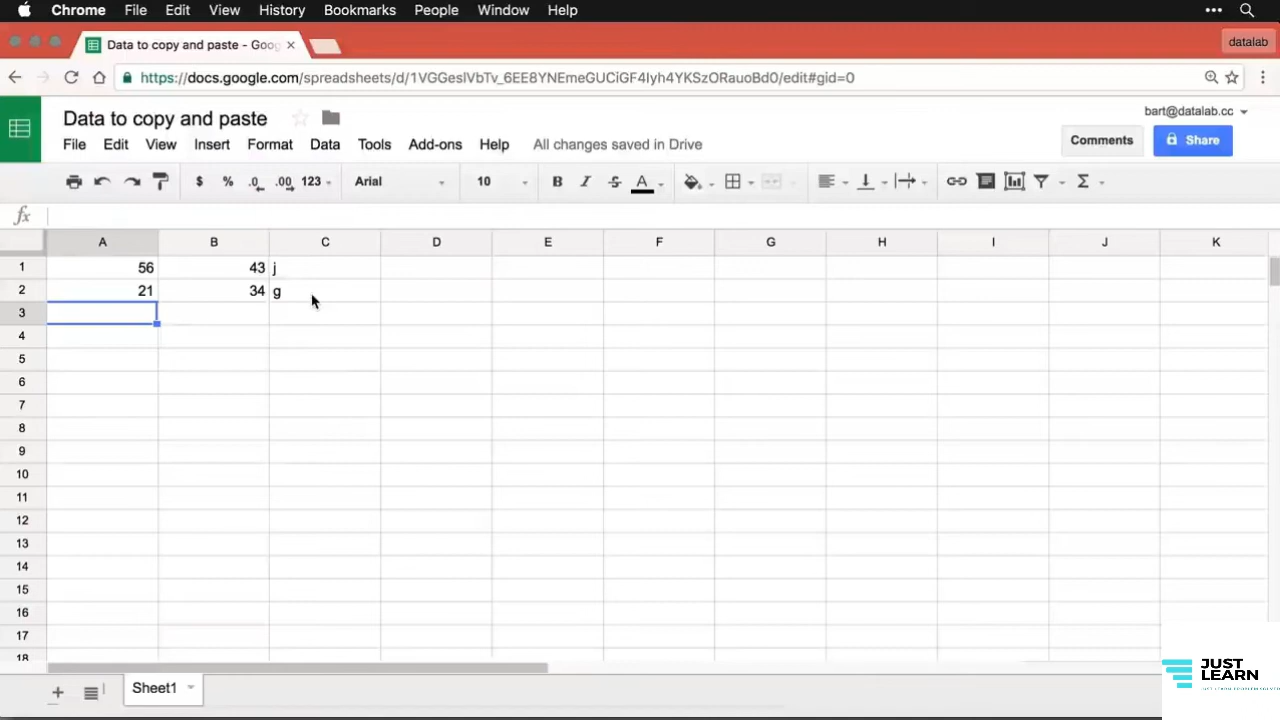 Chrome File Edit View History Bookmarks People Window Help
Data to copy and paste - Goog
datalab
https://docs.google.com/spreadsheets/d/1VGGeslVbTv_6EE8YNEmeGUCiGF4Iyh4YKSzORauoBd0/edit#gid=0
Data to copy and paste
bart@datalab.cc
File Edit View Insert Format Data Tools Add-ons Help All changes saved in Drive
Comments Share
$ % .0 .00 123 Arial 10 B I S A Σ
fx
A B C D E F G H I J K
1 56 43 j
2 21 34 g
3
4
5
6
7
8
9
10
11
12
13
14
15
16
17
18
Sheet1
JUST
LEARN